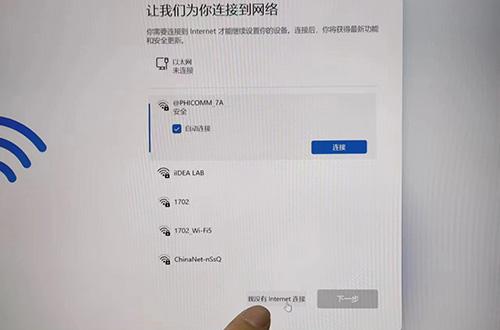 让我们为你连接到网络
你需要连接到 Internet 才能继续设置你的设备。连接后，你将获得最新功能
和安全更新。
以太网
未连接
@PHICOMM_7A
安全
自动连接
连接
iIDEA LAB
1702
1702_Wi-Fi5
ChinaNet-nSsQ
我没有 Internet 连接
下一步